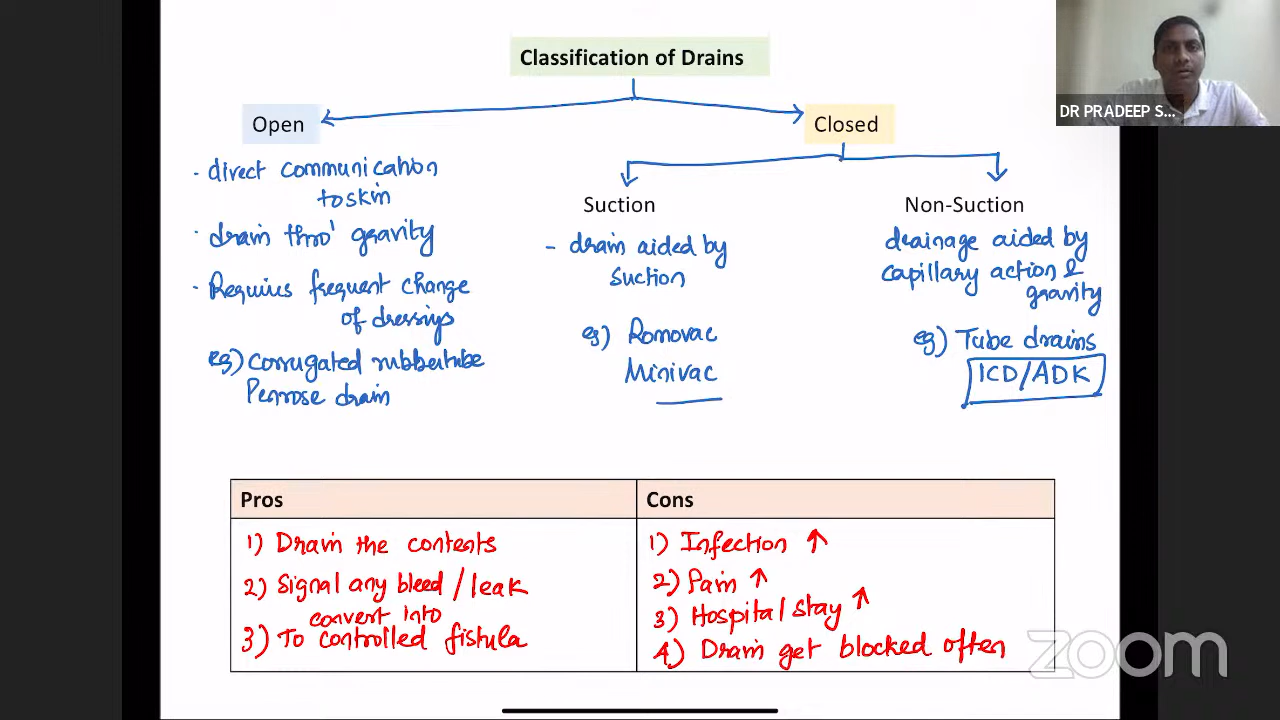 Classification of Drains
DR PRADEEP S...
Open
Closed
· direct communication
to skin
· drain thro' gravity
· Requires frequent change
of dressings
eg) Corrugated rubbertube
Penrose drain
Suction
- drain aided by
suction
eg) Romovac
Minivac
Non-Suction
drainage aided by
capillary action &
gravity
eg) Tube drains
ICD/ADK
Pros
1) Drain the contents
2) Signal any bleed / leak
convert into
3) To controlled fistula
Cons
1) Infection ↑
2) Pain ↑
3) Hospital stay ↑
4) Drain get blocked often
zoom